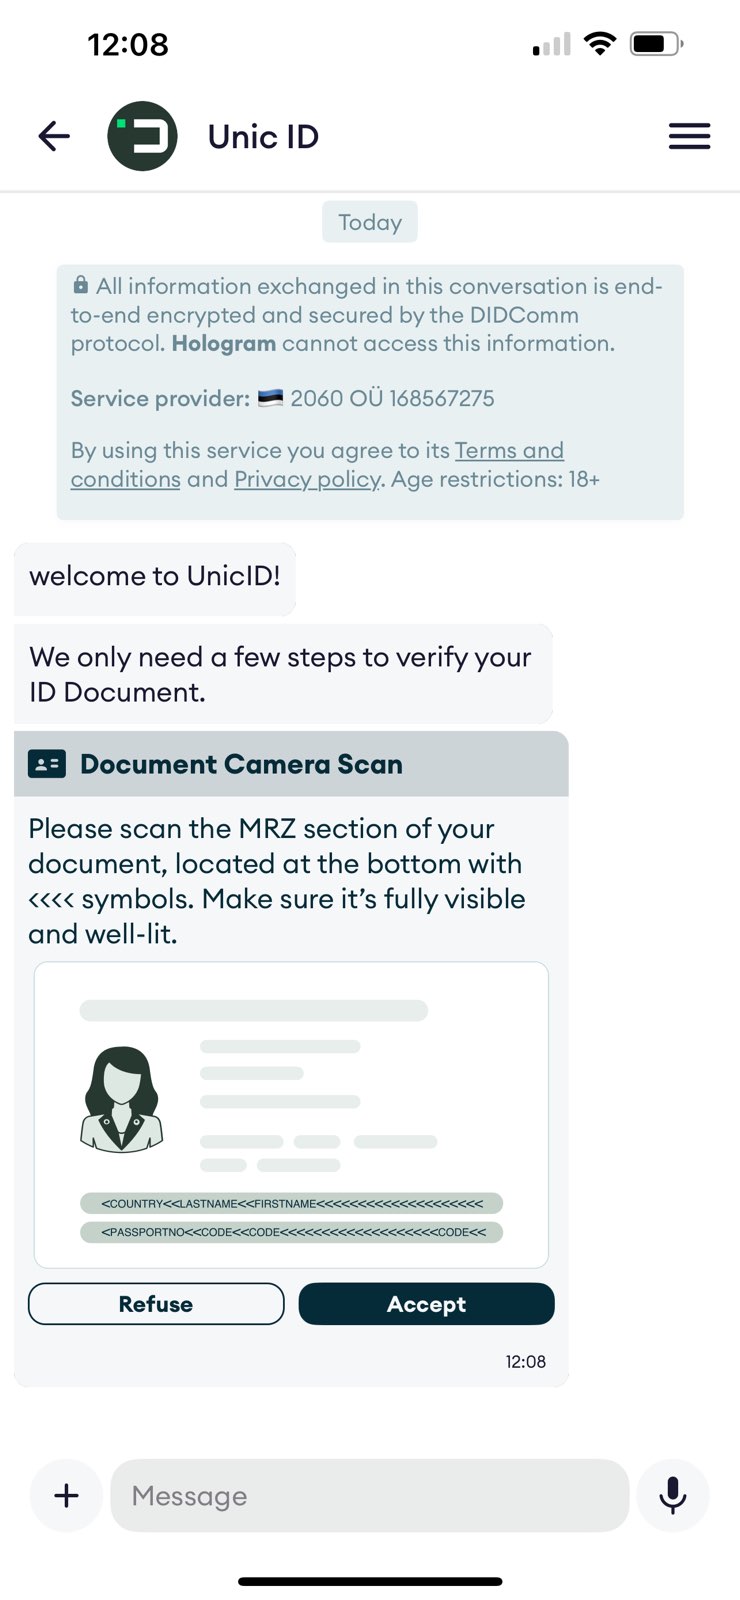 12:08
Unic ID
Today
All information exchanged in this conversation is end-
to-end encrypted and secured by the DIDComm
protocol. Hologram cannot access this information.
Service provider: 🇪🇪 2060 OÜ 168567275
By using this service you agree to its Terms and
conditions and Privacy policy. Age restrictions: 18+
welcome to UnicID!
We only need a few steps to verify your
ID Document.
Document Camera Scan
Please scan the MRZ section of your
document, located at the bottom with
<<<< symbols. Make sure it's fully visible
and well-lit.
<COUNTRY<<LASTNAME<<FIRSTNAME<<<<<<<<<<<<<<<<<<<<
<PASSPORTNO<<CODE<<CODE<<<<<<<<<<<<<<<<<<<CODE<<
Refuse
Accept
12:08
Message